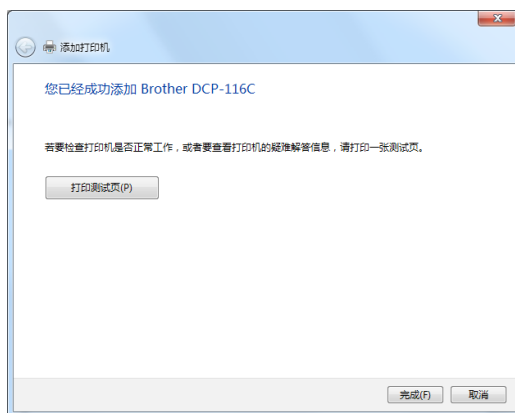 添加打印机
您已经成功添加 Brother DCP-116C
若要检查打印机是否正常工作，或者要查看打印机的疑难解答信息，请打印一张测试页。
打印测试页(P)
完成(F)
取消